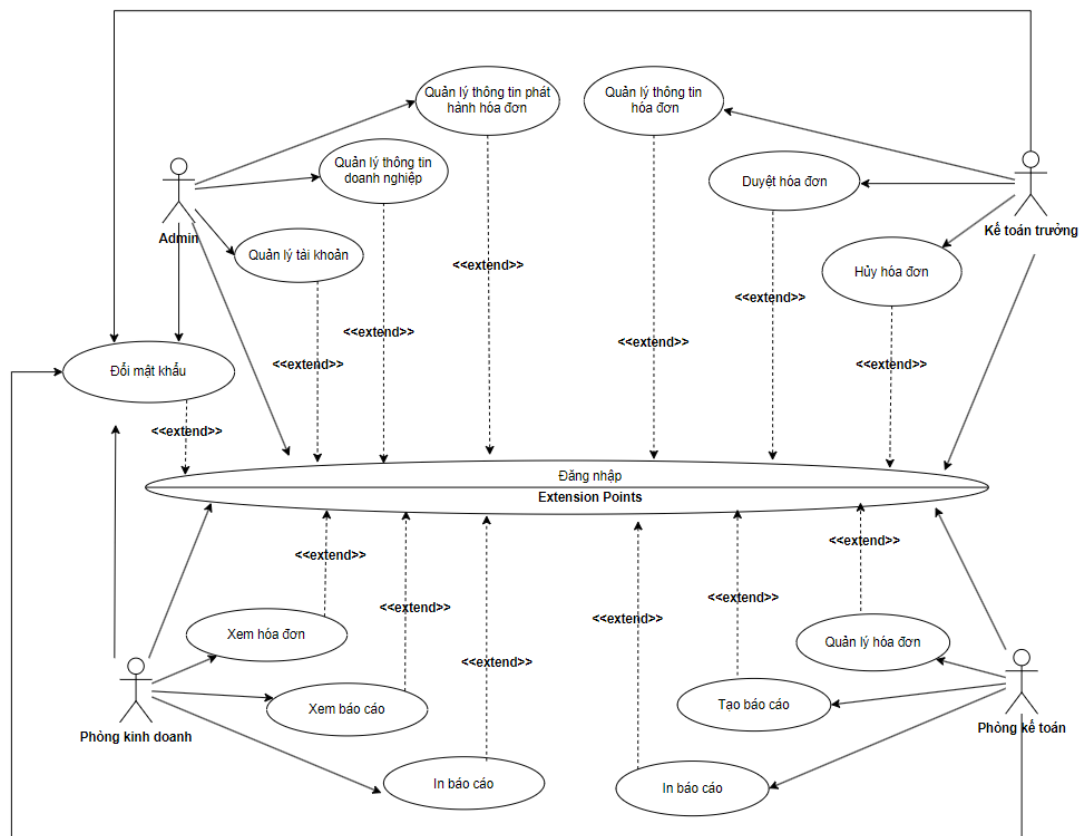 Quản lý thông tin phát
hành hóa đơn
Quản lý thông tin
hóa đơn
Quản lý thông tin
doanh nghiệp
Duyệt hóa đơn
Admin
Kế toán trưởng
Quản lý tài khoản
<<extend>>
<<extend>>
Hủy hóa đơn
<<extend>>
<<extend>>
<<extend>>
<<extend>>
<<extend>>
Đổi mật khẩu
<<extend>>
Đăng nhập
Extension Points
<<extend>>
<<extend>>
<<extend>>
<<extend>>
<<extend>>
<<extend>>
Xem hóa đơn
Quản lý hóa đơn
Xem báo cáo
Tạo báo cáo
Phòng kinh doanh
Phòng kế toán
In báo cáo
In báo cáo